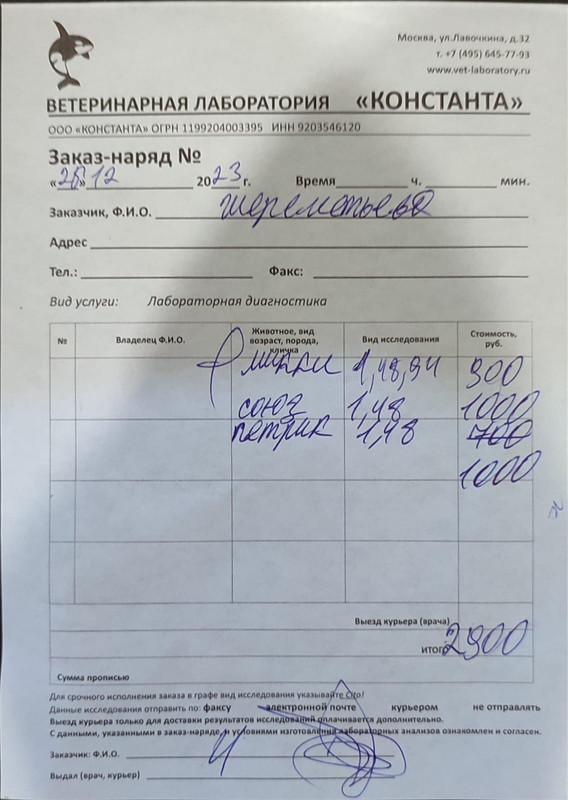 Москва, ул.Лавочкина, д.32
т. +7 (495) 645-77-93
www.vet-laboratory.ru
ВЕТЕРИНАРНАЯ ЛАБОРАТОРИЯ «КОНСТАНТА»
ООО «КОНСТАНТА» ОГРН 1199204003395 ИНН 9203546120
Заказ-наряд №
«25» 12 2023 г. Время ч. мин.
Заказчик, Ф.И.О. Шереметьево
Адрес
Тел.: Факс:
Вид услуги: Лабораторная диагностика
№ Владелец Ф.И.О. Животное, вид возраст, порода, кличка Вид исследования Стоимость, руб.
микки 1,48,94 900
союз 1,48 1000
петрик 1,48 700
1000
Выезд курьера (врача)
итого 2900
Сумма прописью
Для срочного исполнения заказа в графе вид исследования указывайте Cito!
Данные исследования отправить по: факсу электронной почте курьером не отправлять
Выезд курьера только для доставки результатов исследований оплачивается дополнительно.
С данными, указанными в заказ-наряде, и условиями изготовления лабораторных анализов ознакомлен и согласен.
Заказчик: Ф.И.О.
Выдал (врач, курьер)